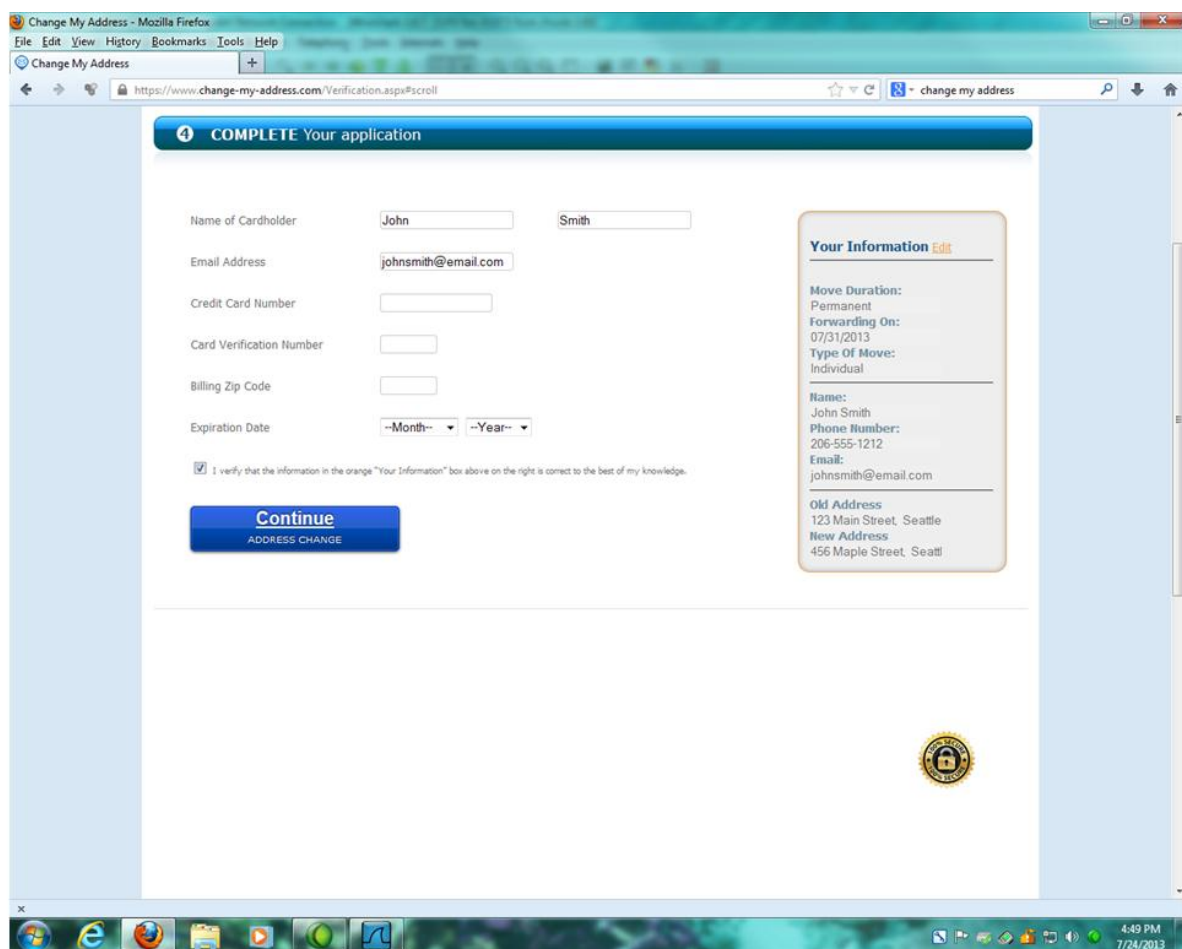 Change My Address - Mozilla Firefox
File Edit View History Bookmarks Tools Help
Change My Address +
https://www.change-my-address.com/Verification.aspx#scroll
change my address
4 COMPLETE Your application
Name of Cardholder John Smith
Email Address johnsmith@email.com
Credit Card Number
Card Verification Number
Billing Zip Code
Expiration Date --Month-- --Year--
I verify that the information in the orange "Your Information" box above on the right is correct to the best of my knowledge.
Continue
ADDRESS CHANGE
Your Information Edit
Move Duration:
Permanent
Forwarding On:
07/31/2013
Type Of Move:
Individual
Name:
John Smith
Phone Number:
206-555-1212
Email:
johnsmith@email.com
Old Address
123 Main Street, Seattle
New Address
456 Maple Street, Seattl
100% SECURE
100% SECURE
4:49 PM
7/24/2013